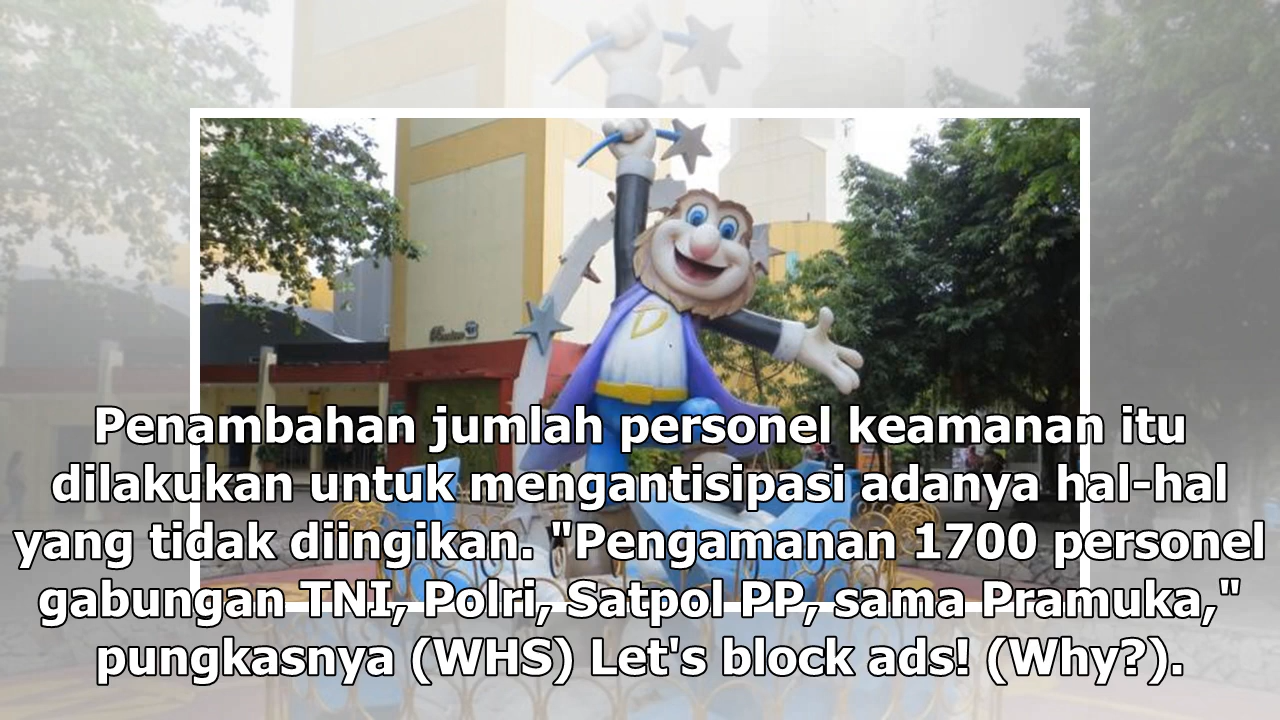 D
Penambahan jumlah personel keamanan itu
dilakukan untuk mengantisipasi adanya hal-hal
yang tidak diingikan. "Pengamanan 1700 personel
gabungan TNI, Polri, Satpol PP, sama Pramuka,"
pungkasnya (WHS) Let's block ads! (Why?).